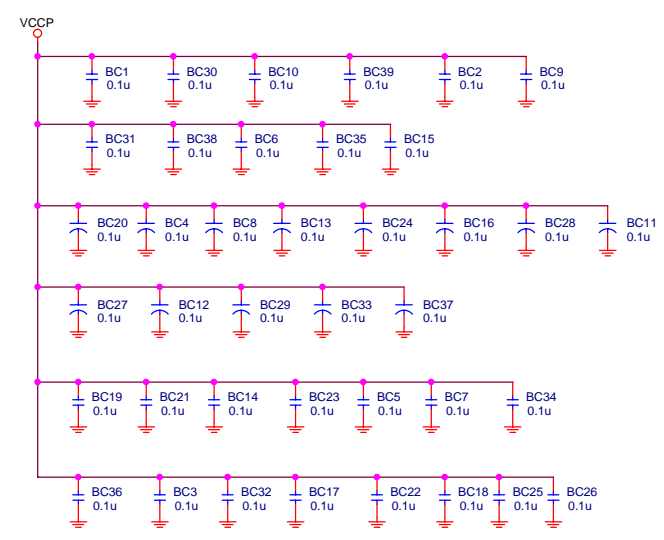 VCCP
BC1 BC30 BC10 BC39 BC2 BC9
0.1u 0.1u 0.1u 0.1u 0.1u 0.1u
BC31 BC38 BC6 BC35 BC15
0.1u 0.1u 0.1u 0.1u 0.1u
BC20 BC4 BC8 BC13 BC24 BC16 BC28 BC11
0.1u 0.1u 0.1u 0.1u 0.1u 0.1u 0.1u 0.1u
BC27 BC12 BC29 BC33 BC37
0.1u 0.1u 0.1u 0.1u 0.1u
BC19 BC21 BC14 BC23 BC5 BC7 BC34
0.1u 0.1u 0.1u 0.1u 0.1u 0.1u 0.1u
BC36 BC3 BC32 BC17 BC22 BC18 BC25 BC26
0.1u 0.1u 0.1u 0.1u 0.1u 0.1u 0.1u 0.1u